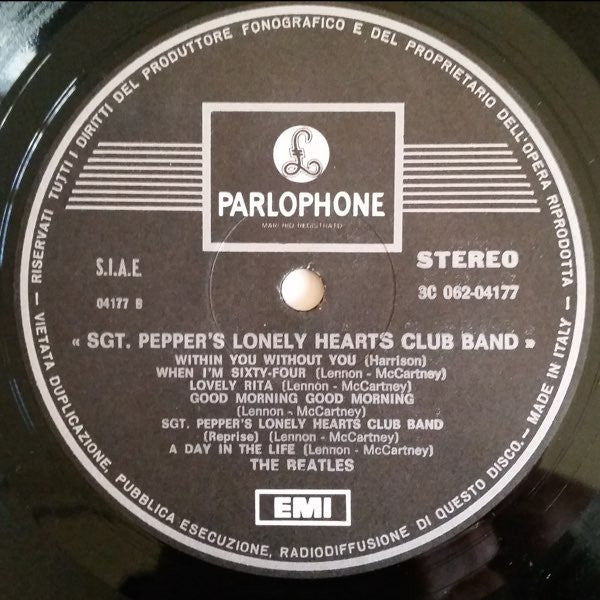 RISERVATI TUTTI I DIRITTI DEL PRODUTTORE FONOGRAFICO E DEL PROPRIETARIO DELL'OPERA RIPRODOTTA — MADE IN ITALY
£
PARLOPHONE
MARCHIO REGISTRATO
S.I.A.E.
STEREO
04177 B
3C 062-04177
« SGT. PEPPER'S LONELY HEARTS CLUB BAND »
WITHIN YOU WITHOUT YOU (Harrison)
WHEN I'M SIXTY-FOUR (Lennon - McCartney)
LOVELY RITA (Lennon - McCartney)
GOOD MORNING GOOD MORNING
(Lennon - McCartney)
SGT. PEPPER'S LONELY HEARTS CLUB BAND
(Reprise) (Lennon - McCartney)
A DAY IN THE LIFE (Lennon - McCartney)
THE BEATLES
EMI
— VIETATA DUPLICAZIONE, PUBBLICA ESECUZIONE, RADIODIFFUSIONE DI QUESTO DISCO. —